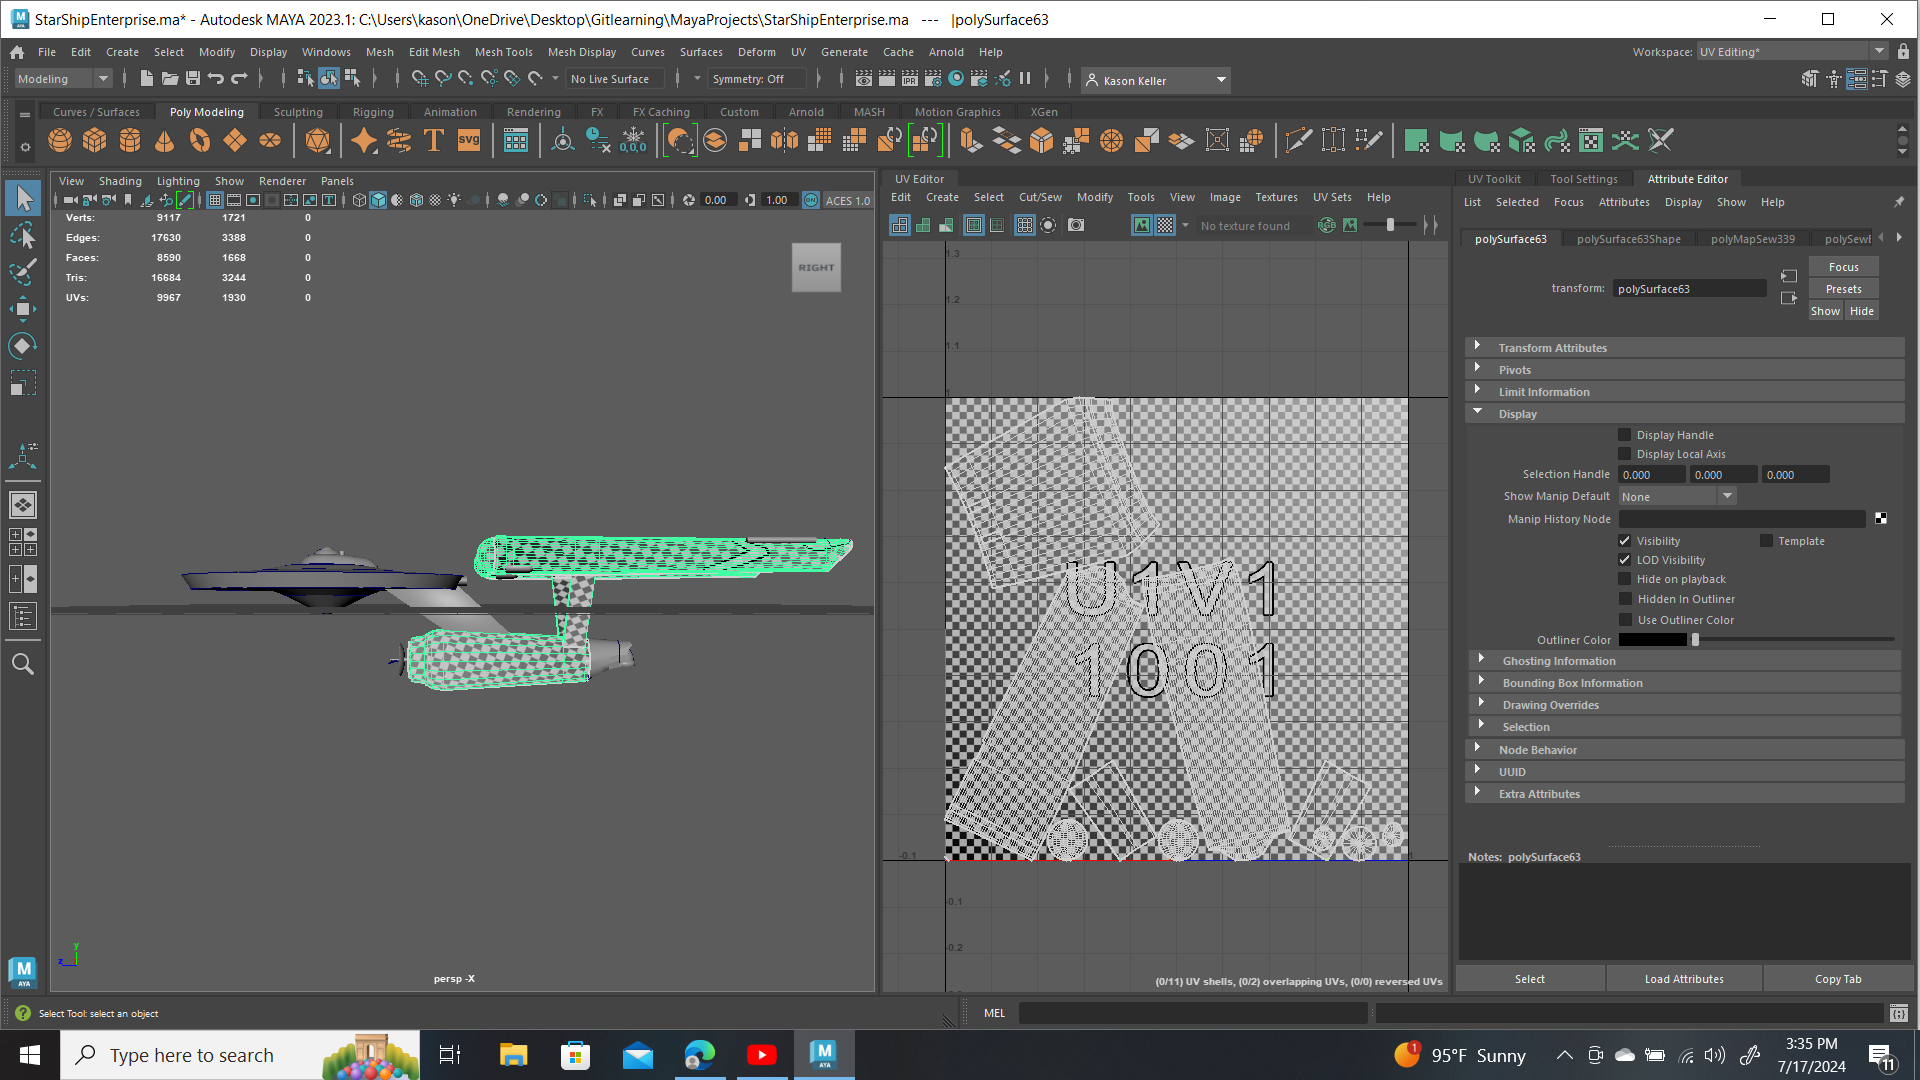 StarShipEnterprise.ma* - Autodesk MAYA 2023.1: C:\Users\kason\OneDrive\Desktop\Gitlearning\MayaProjects\StarShipEnterprise.ma --- |polySurface63
File Edit Create Select Modify Display Windows Mesh Edit Mesh Mesh Tools Mesh Display Curves Surfaces Deform UV Generate Cache Arnold Help
Workspace: UV Editing*
Modeling No Live Surface Symmetry: Off Kason Keller
Curves / Surfaces Poly Modeling Sculpting Rigging Animation Rendering FX FX Caching Custom Arnold MASH Motion Graphics XGen
SVG
0,0,0
View Shading Lighting Show Renderer Panels
0.00 1.00 ACES 1.0
Verts: 9117 1721 0
Edges: 17630 3388 0
Faces: 8590 1668 0
Tris: 16684 3244 0
UVs: 9967 1930 0
RIGHT
persp -X
y
z
UV Editor
Edit Create Select Cut/Sew Modify Tools View Image Textures UV Sets Help
No texture found
1.3
1.2
1.1
1
U1V1
1001
-0.1
-0.1
-0.2
(0/11) UV shells, (0/2) overlapping UVs, (0/0) reversed UVs
UV Toolkit Tool Settings Attribute Editor
List Selected Focus Attributes Display Show Help
polySurface63 polySurface63Shape polyMapSew339
transform: polySurface63
Focus
Presets
Show Hide
Transform Attributes
Pivots
Limit Information
Display
Display Handle
Display Local Axis
Selection Handle 0.000 0.000 0.000
Show Manip Default None
Manip History Node
Visibility Template
LOD Visibility
Hide on playback
Hidden In Outliner
Use Outliner Color
Outliner Color
Ghosting Information
Bounding Box Information
Drawing Overrides
Selection
Node Behavior
UUID
Extra Attributes
Notes: polySurface63
Select Load Attributes Copy Tab
Select Tool: select an object
MEL
Type here to search
95°F Sunny
3:35 PM
7/17/2024
11